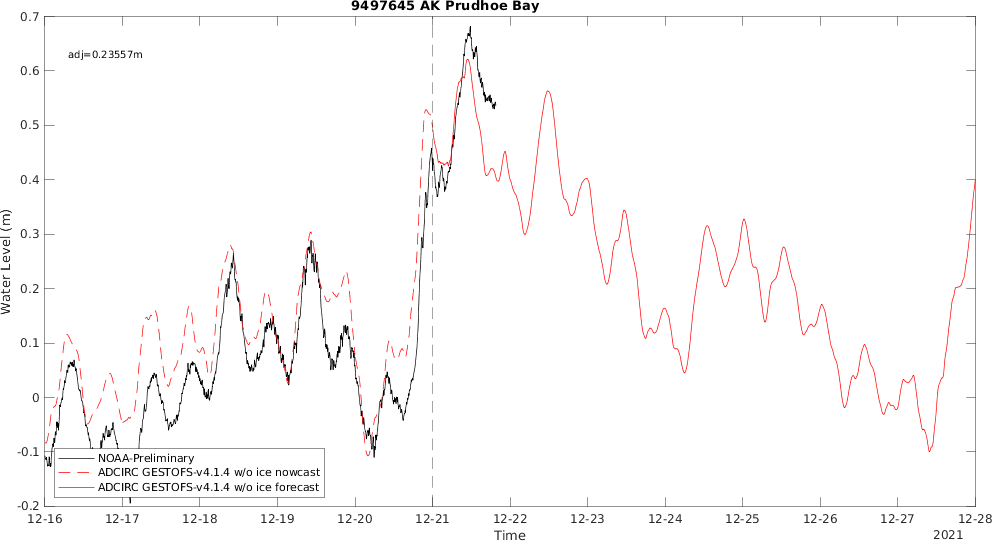 9497645 AK Prudhoe Bay
adj=0.23557m
0.7
0.6
0.5
0.4
0.3
0.2
0.1
0
-0.1
-0.2
Water Level (m)
NOAA-Preliminary
ADCIRC GESTOFS-v4.1.4 w/o ice nowcast
ADCIRC GESTOFS-v4.1.4 w/o ice forecast
12-16 12-17 12-18 12-19 12-20 12-21 12-22 12-23 12-24 12-25 12-26 12-27 12-28
Time
2021